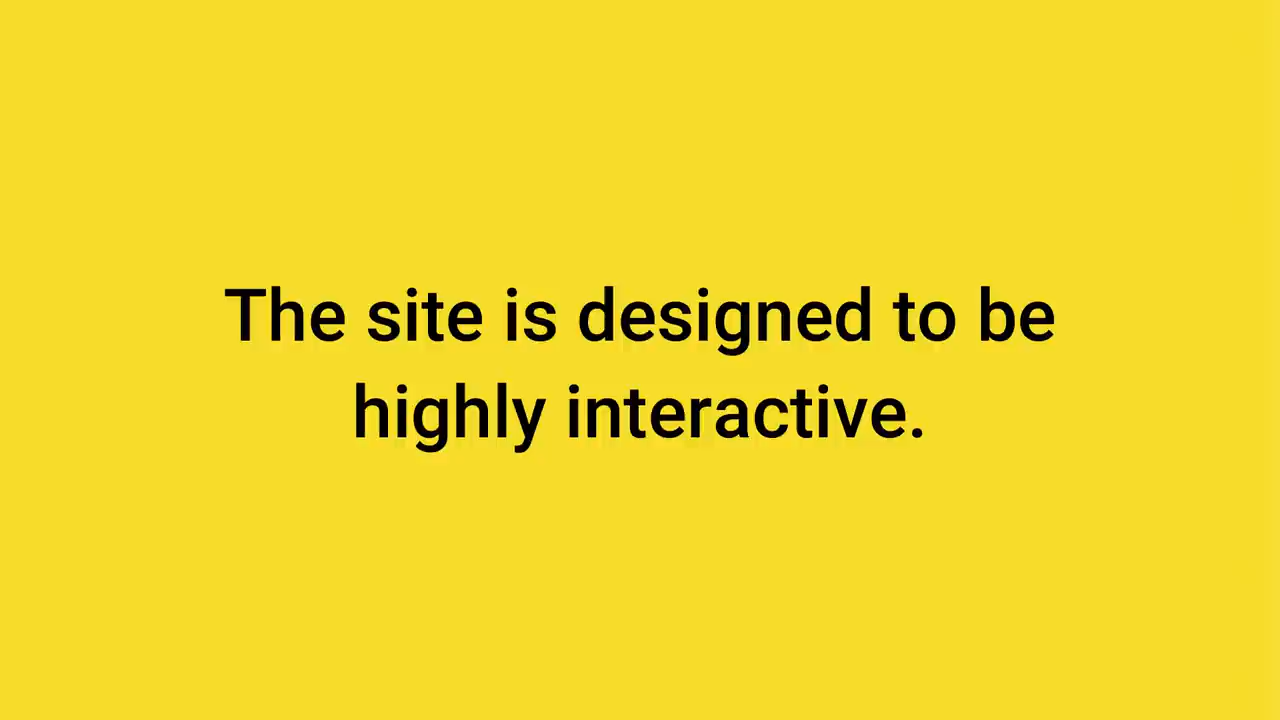 The site is designed to be
highly interactive.